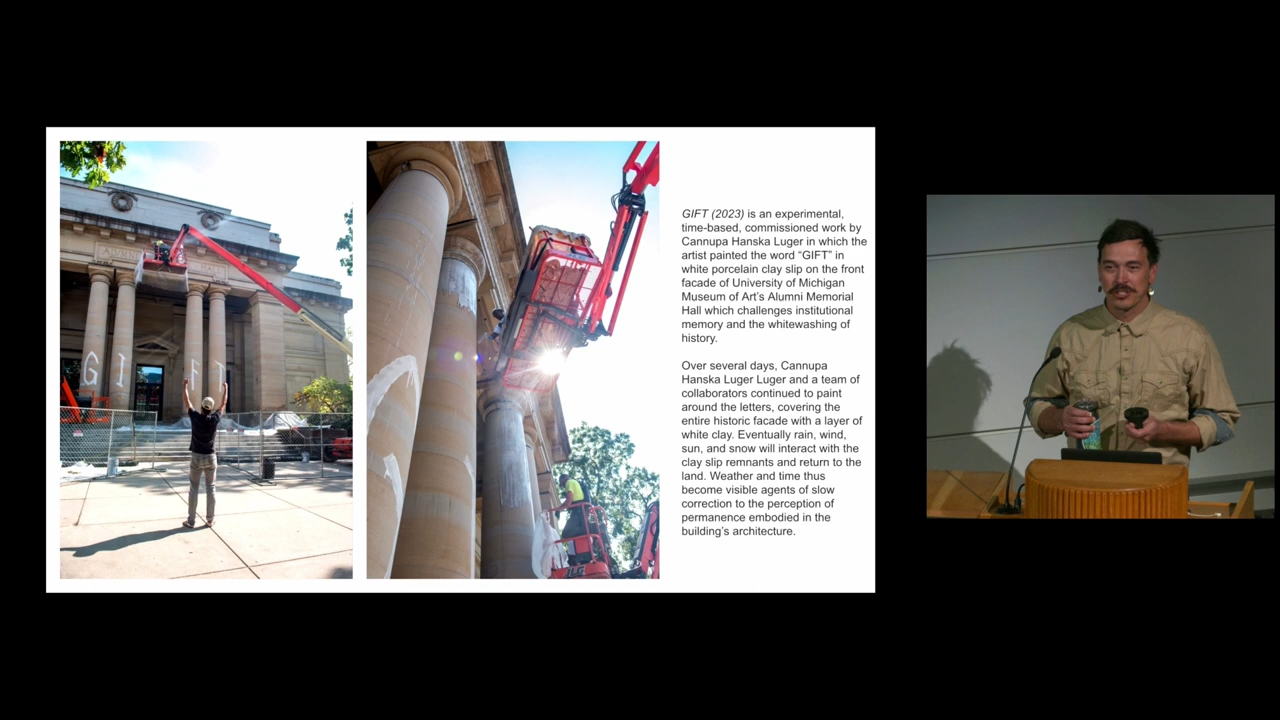 ALUMNI
HALL
G I F T
JLG
GIFT (2023) is an experimental,
time-based, commissioned work by
Cannupa Hanska Luger in which the
artist painted the word “GIFT” in
white porcelain clay slip on the front
facade of University of Michigan
Museum of Art’s Alumni Memorial
Hall which challenges institutional
memory and the whitewashing of
history.
Over several days, Cannupa
Hanska Luger Luger and a team of
collaborators continued to paint
around the letters, covering the
entire historic facade with a layer of
white clay. Eventually rain, wind,
sun, and snow will interact with the
clay slip remnants and return to the
land. Weather and time thus
become visible agents of slow
correction to the perception of
permanence embodied in the
building’s architecture.